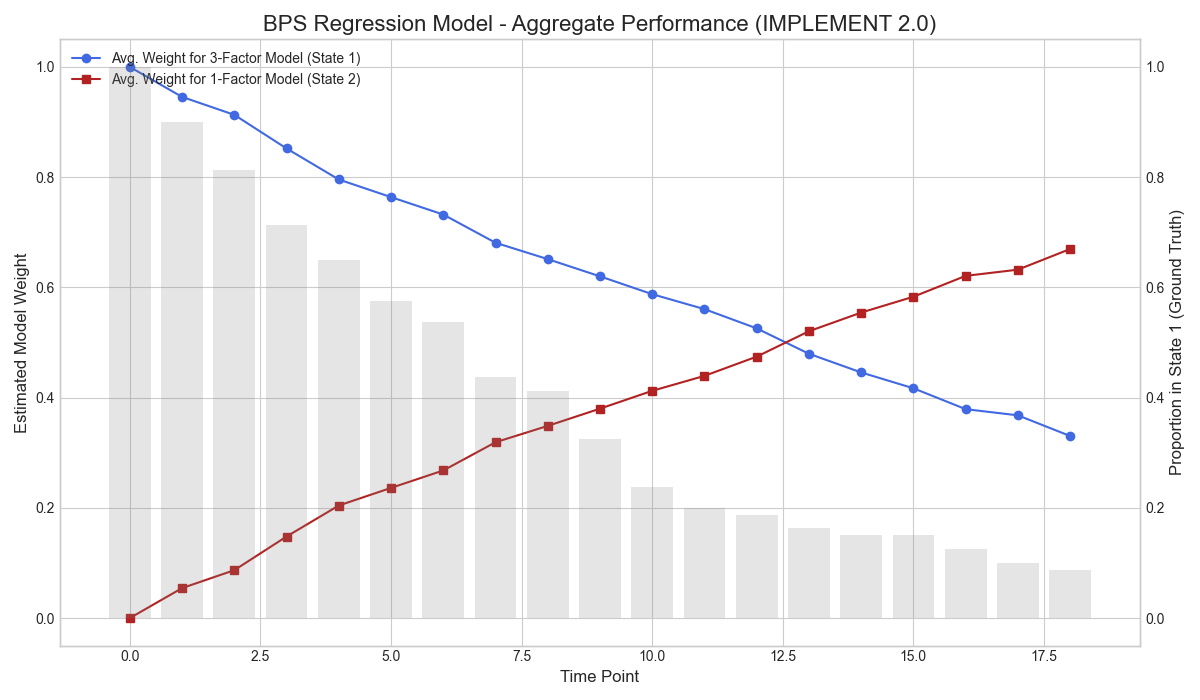 BPS Regression Model - Aggregate Performance (IMPLEMENT 2.0)
Avg. Weight for 3-Factor Model (State 1)
Avg. Weight for 1-Factor Model (State 2)
Estimated Model Weight
1.0
0.8
0.6
0.4
0.2
0.0
1.0
0.8
0.6
0.4
0.2
0.0
Proportion in State 1 (Ground Truth)
0.0 2.5 5.0 7.5 10.0 12.5 15.0 17.5
Time Point